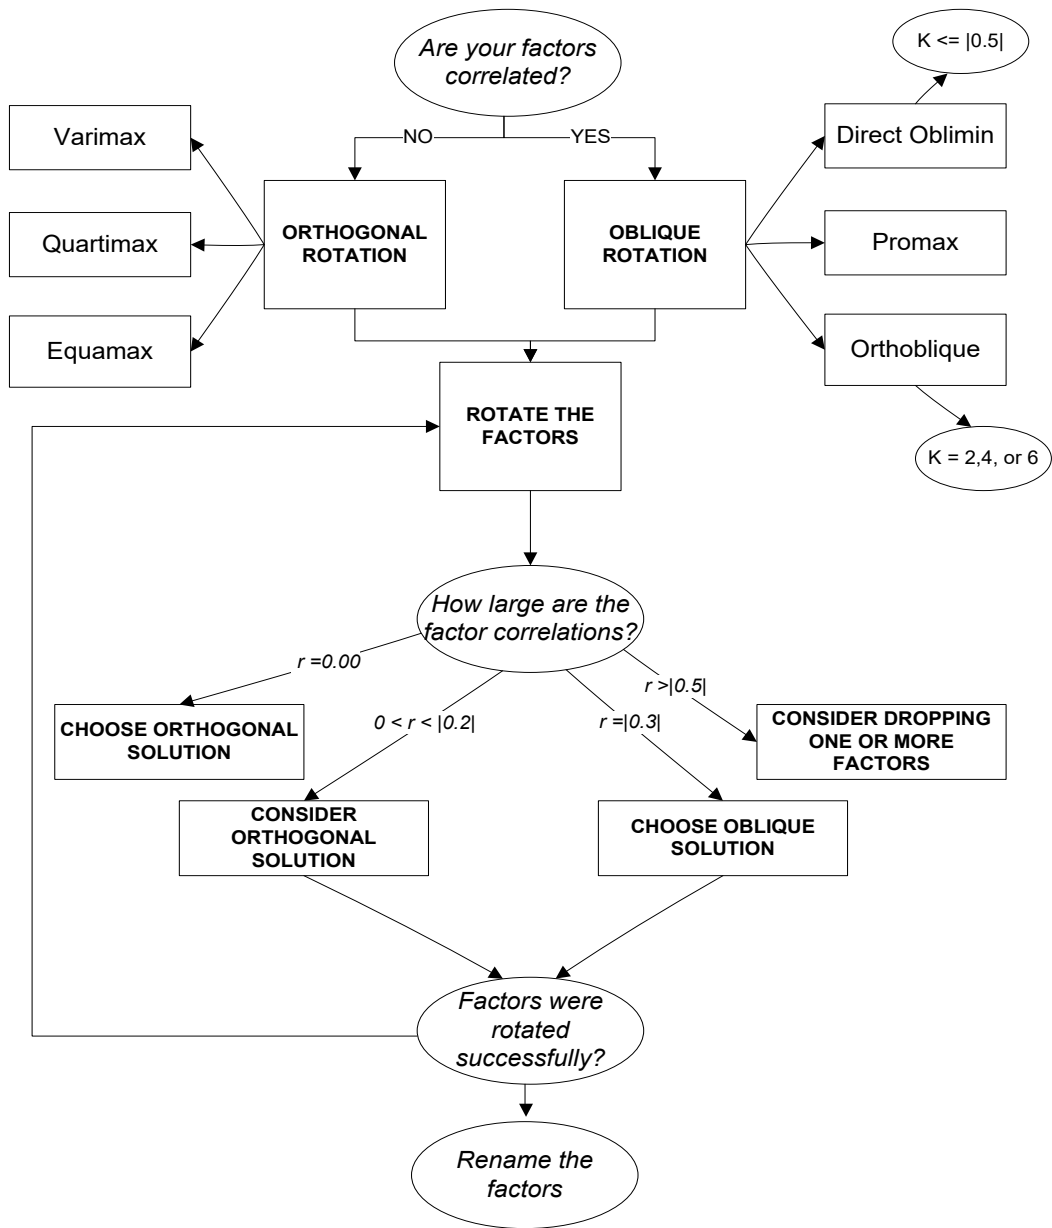 Are your factors
correlated?
K <= |0.5|
NO
YES
Varimax
Direct Oblimin
ORTHOGONAL
ROTATION
OBLIQUE
ROTATION
Quartimax
Promax
Equamax
Orthoblique
ROTATE THE
FACTORS
K = 2,4, or 6
How large are the
factor correlations?
r =0.00
0 < r < |0.2|
r =|0.3|
r >|0.5|
CHOOSE ORTHOGONAL
SOLUTION
CONSIDER DROPPING
ONE OR MORE
FACTORS
CONSIDER
ORTHOGONAL
SOLUTION
CHOOSE OBLIQUE
SOLUTION
Factors were
rotated
successfully?
Rename the
factors